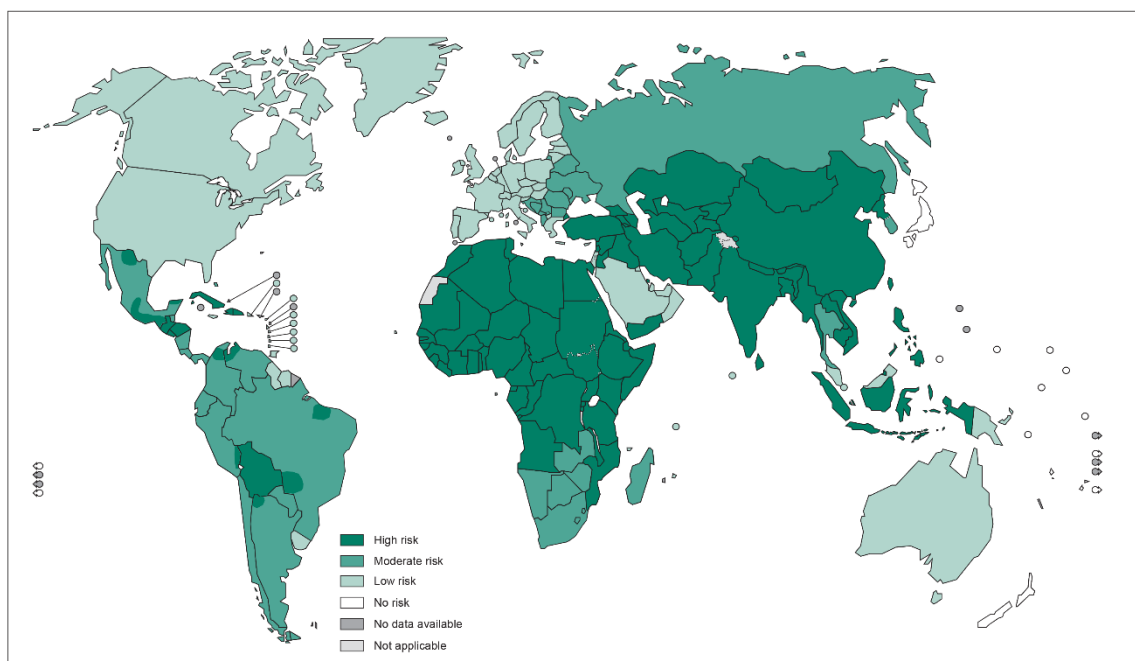 High risk
Moderate risk
Low risk
No risk
No data available
Not applicable